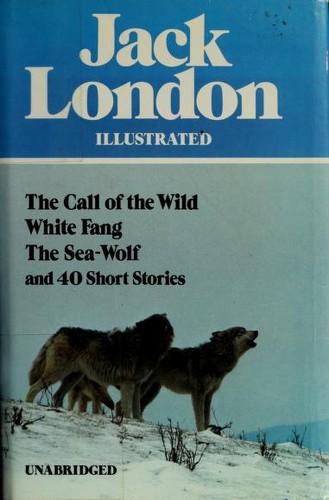 Jack
London
ILLUSTRATED
The Call of the Wild
White Fang
The Sea-Wolf
and 40 Short Stories
UNABRIDGED